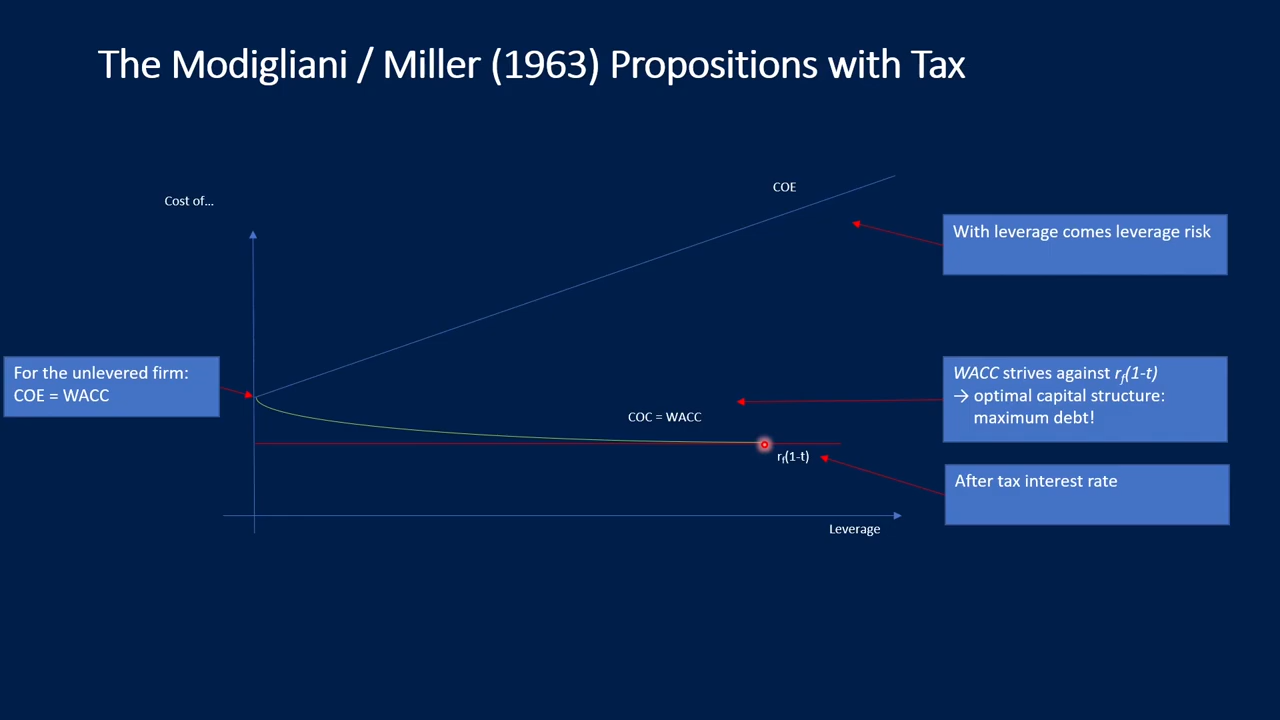 The Modigliani / Miller (1963) Propositions with Tax
COE
Cost of...
With leverage comes leverage risk
For the unlevered firm:
COE = WACC
WACC strives against rf(1-t)
→ optimal capital structure:
maximum debt!
COC = WACC
rf(1-t)
After tax interest rate
Leverage